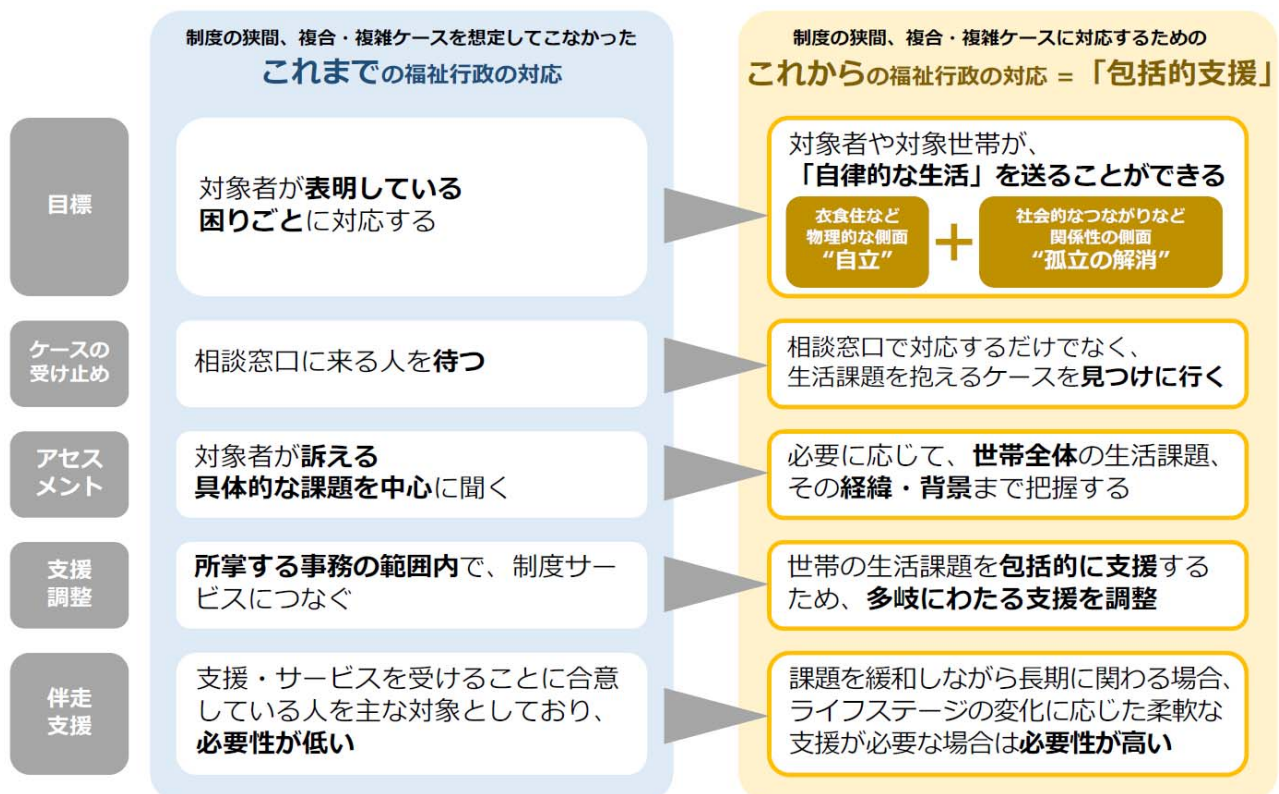 制度の狭間、複合・複雑ケースを想定してこなかった
これまでの福祉行政の対応
制度の狭間、複合・複雑ケースに対応するための
これからの福祉行政の対応 = 「包括的支援」
目標
対象者が表明している
困りごとに対応する
対象者や対象世帯が、
「自律的な生活」を送ることができる
衣食住など
物理的な側面
“自立”
+
社会的なつながりなど
関係性の側面
“孤立の解消”
ケースの
受け止め
相談窓口に来る人を待つ
相談窓口で対応するだけでなく、
生活課題を抱えるケースを見つけに行く
アセス
メント
対象者が訴える
具体的な課題を中心に聞く
必要に応じて、世帯全体の生活課題、
その経緯・背景まで把握する
支援
調整
所掌する事務の範囲内で、制度サー
ビスにつなぐ
世帯の生活課題を包括的に支援する
ため、多岐にわたる支援を調整
伴走
支援
支援・サービスを受けることに合意
している人を主な対象としており、
必要性が低い
課題を緩和しながら長期に関わる場合、
ライフステージの変化に応じた柔軟な
支援が必要な場合は必要性が高い